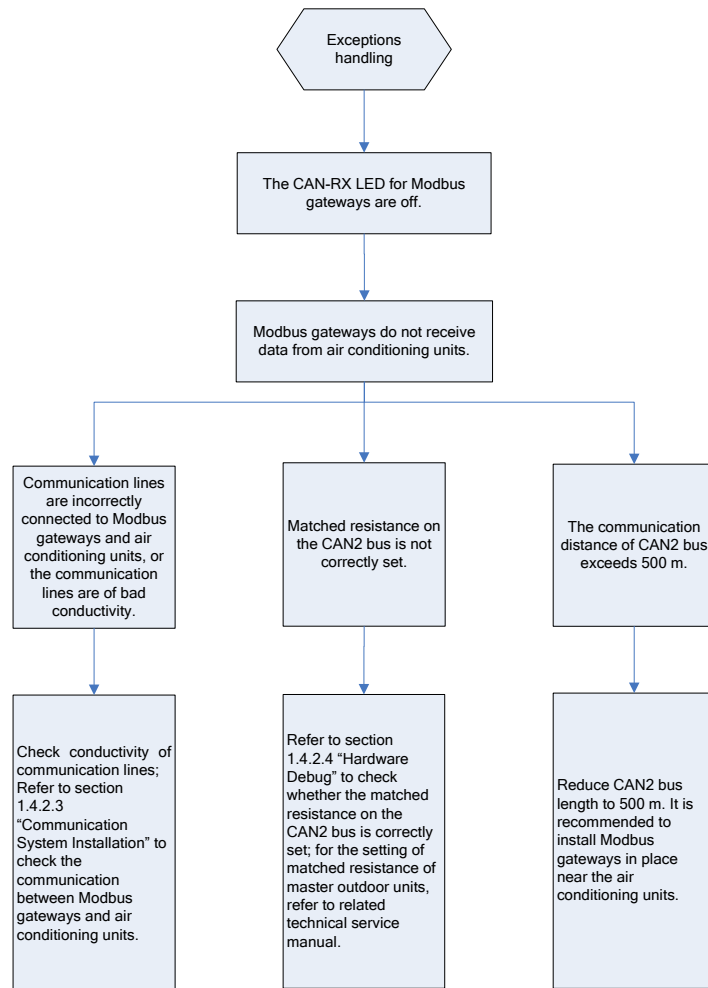 Exceptions
handling
The CAN-RX LED for Modbus
gateways are off.
Modbus gateways do not receive
data from air conditioning units.
Communication lines
are incorrectly
connected to Modbus
gateways and air
conditioning units, or
the communication
lines are of bad
conductivity.
Matched resistance on
the CAN2 bus is not
correctly set.
The communication
distance of CAN2 bus
exceeds 500 m.
Check conductivity of
communication lines;
Refer to section
1.4.2.3
“Communication
System Installation” to
check the
communication
between Modbus
gateways and air
conditioning units.
Refer to section
1.4.2.4 “Hardware
Debug” to check
whether the matched
resistance on the
CAN2 bus is correctly
set; for the setting of
matched resistance of
master outdoor units,
refer to related
technical service
manual.
Reduce CAN2 bus
length to 500 m. It is
recommended to
install Modbus
gateways in place
near the air
conditioning units.